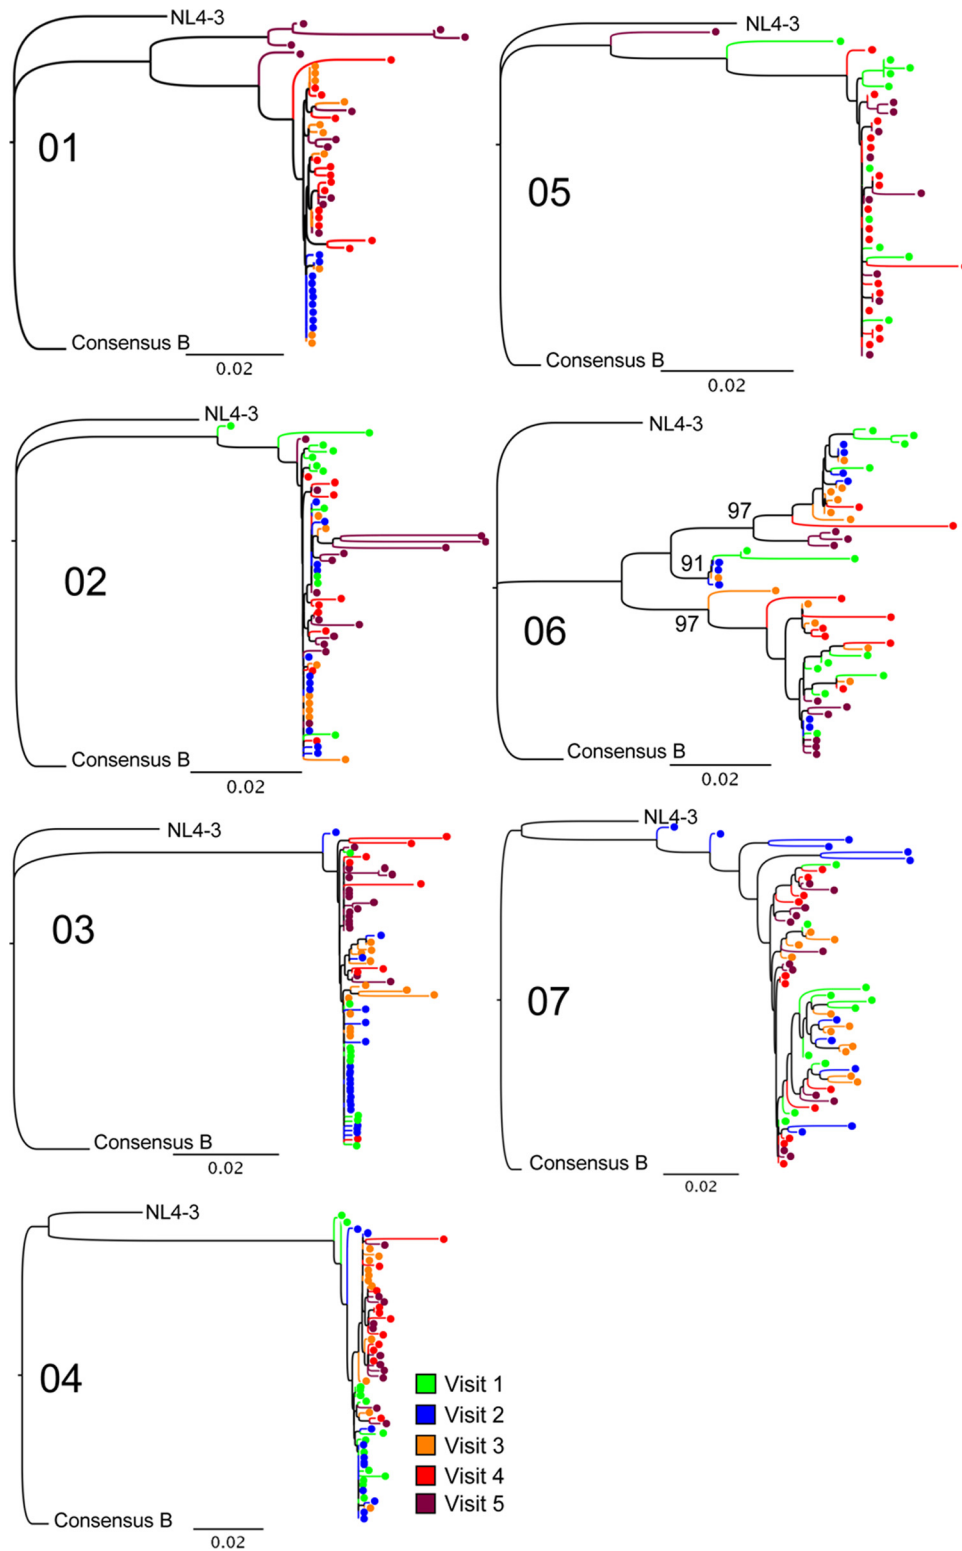 NL4-3
01
Consensus B
0.02
NL4-3
05
Consensus B
0.02
NL4-3
02
Consensus B
0.02
NL4-3
97
91
06
97
Consensus B
0.02
NL4-3
03
Consensus B
0.02
NL4-3
07
Consensus B
0.02
NL4-3
04
Consensus B
0.02
Visit 1
Visit 2
Visit 3
Visit 4
Visit 5